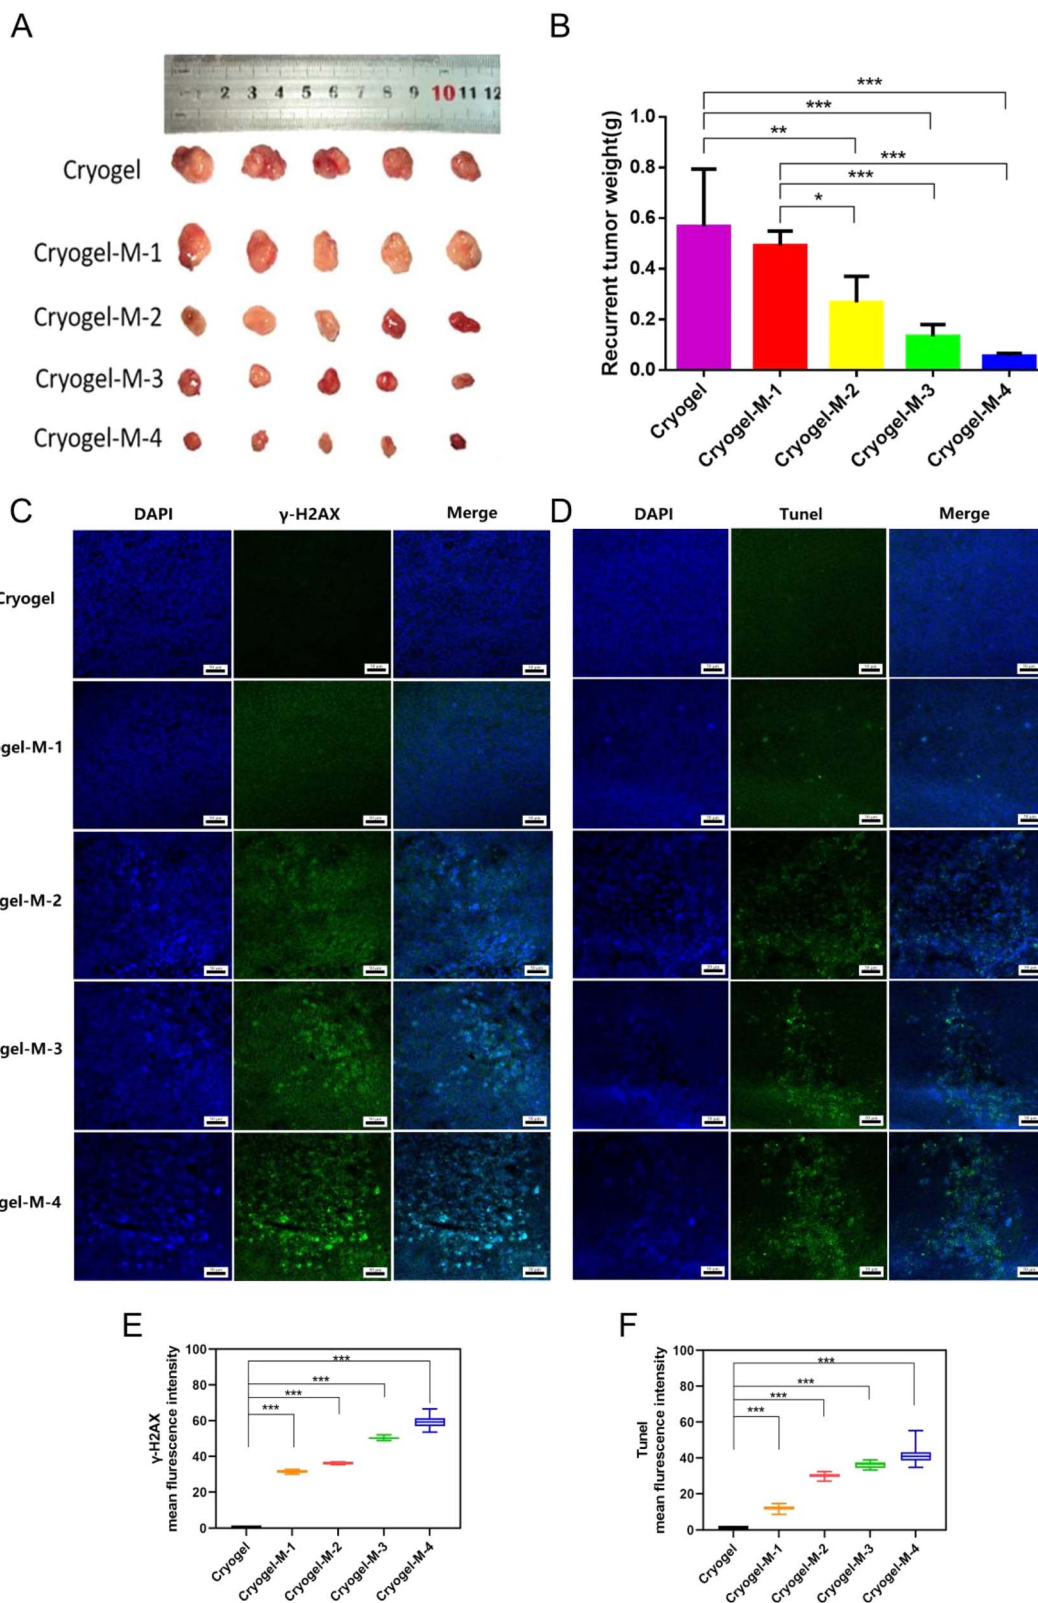 A
B
2 3 4 5 6 7 8 9 10 11 12
Cryogel
Cryogel-M-1
Cryogel-M-2
Cryogel-M-3
Cryogel-M-4
Recurrent tumor weight(g)
1.0
0.8
0.6
0.4
0.2
0.0
***
***
**
***
***
*
Cryogel
Cryogel-M-1
Cryogel-M-2
Cryogel-M-3
Cryogel-M-4
C
DAPI γ-H2AX Merge
D
DAPI Tunel Merge
Cryogel
gel-M-1
gel-M-2
gel-M-3
gel-M-4
E
γ-H2AX
mean flurescence intensity
100
80
60
40
20
0
***
***
***
***
Cryogel
Cryogel-M-1
Cryogel-M-2
Cryogel-M-3
Cryogel-M-4
F
Tunel
mean flurescence intensity
100
80
60
40
20
0
***
***
***
***
Cryogel
Cryogel-M-1
Cryogel-M-2
Cryogel-M-3
Cryogel-M-4